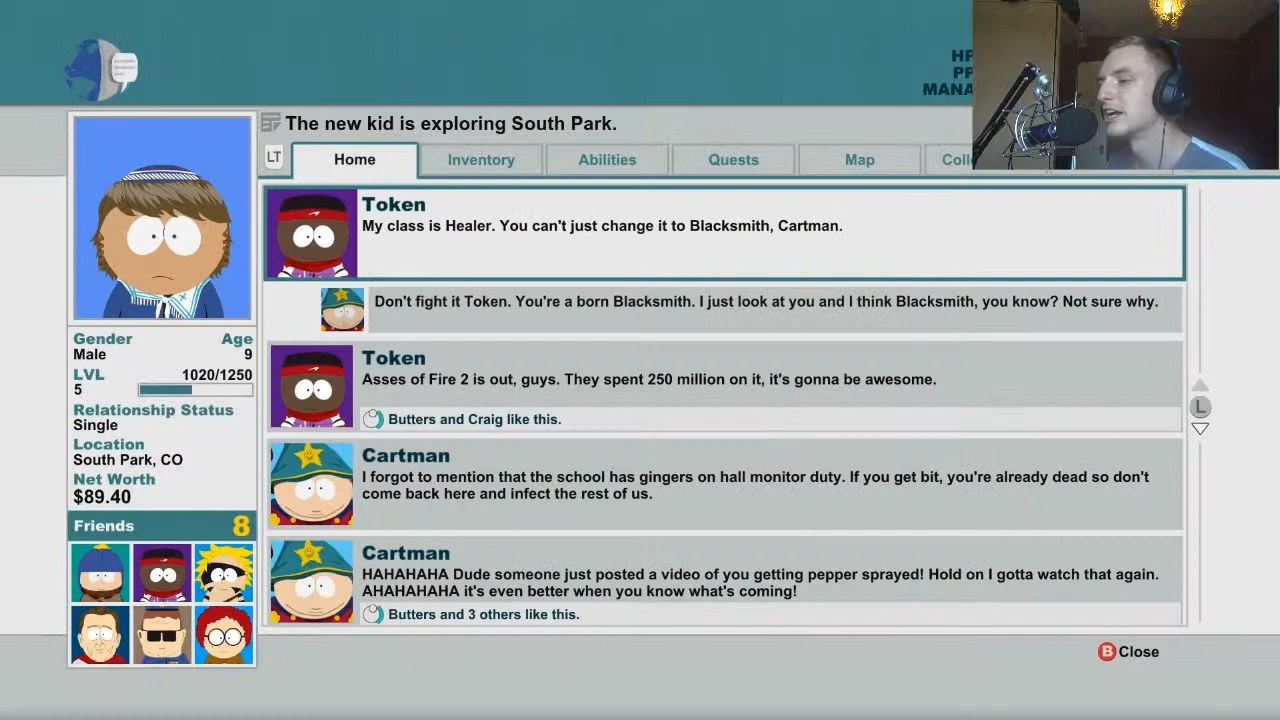 HP
PP
MANA
The new kid is exploring South Park.
LT
Home
Inventory
Abilities
Quests
Map
Coll
Token
My class is Healer. You can't just change it to Blacksmith, Cartman.
Don't fight it Token. You're a born Blacksmith. I just look at you and I think Blacksmith, you know? Not sure why.
Token
Asses of Fire 2 is out, guys. They spent 250 million on it, it's gonna be awesome.
Butters and Craig like this.
Cartman
I forgot to mention that the school has gingers on hall monitor duty. If you get bit, you're already dead so don't
come back here and infect the rest of us.
Cartman
HAHAHAHA Dude someone just posted a video of you getting pepper sprayed! Hold on I gotta watch that again.
AHAHAHAHA it's even better when you know what's coming!
Butters and 3 others like this.
Gender Age
Male 9
LVL 1020/1250
5
Relationship Status
Single
Location
South Park, CO
Net Worth
$89.40
Friends 8
L
B Close